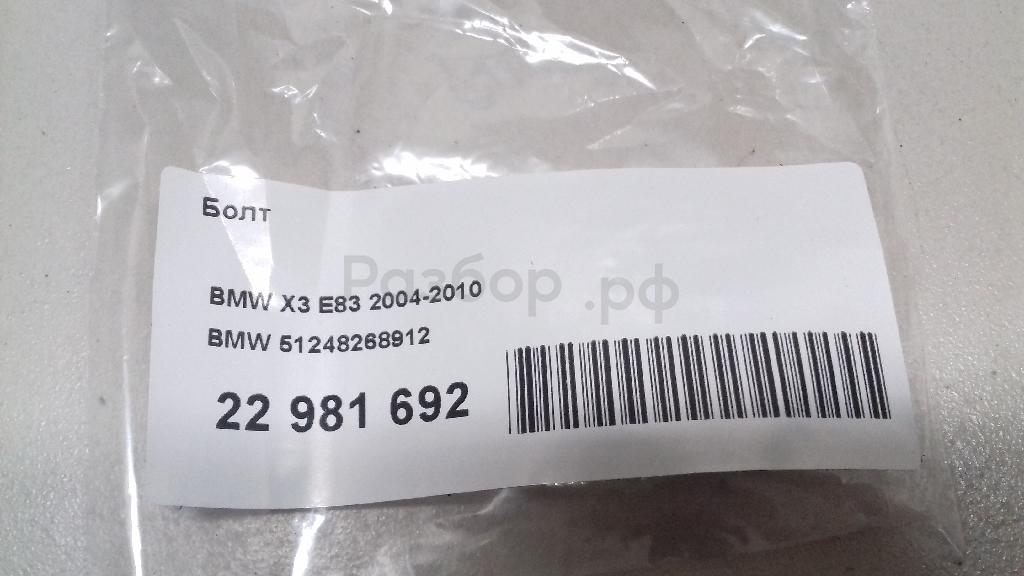 Болт
Разбор.рф
BMW X3 E83 2004-2010
BMW 51248268912
22 981 692